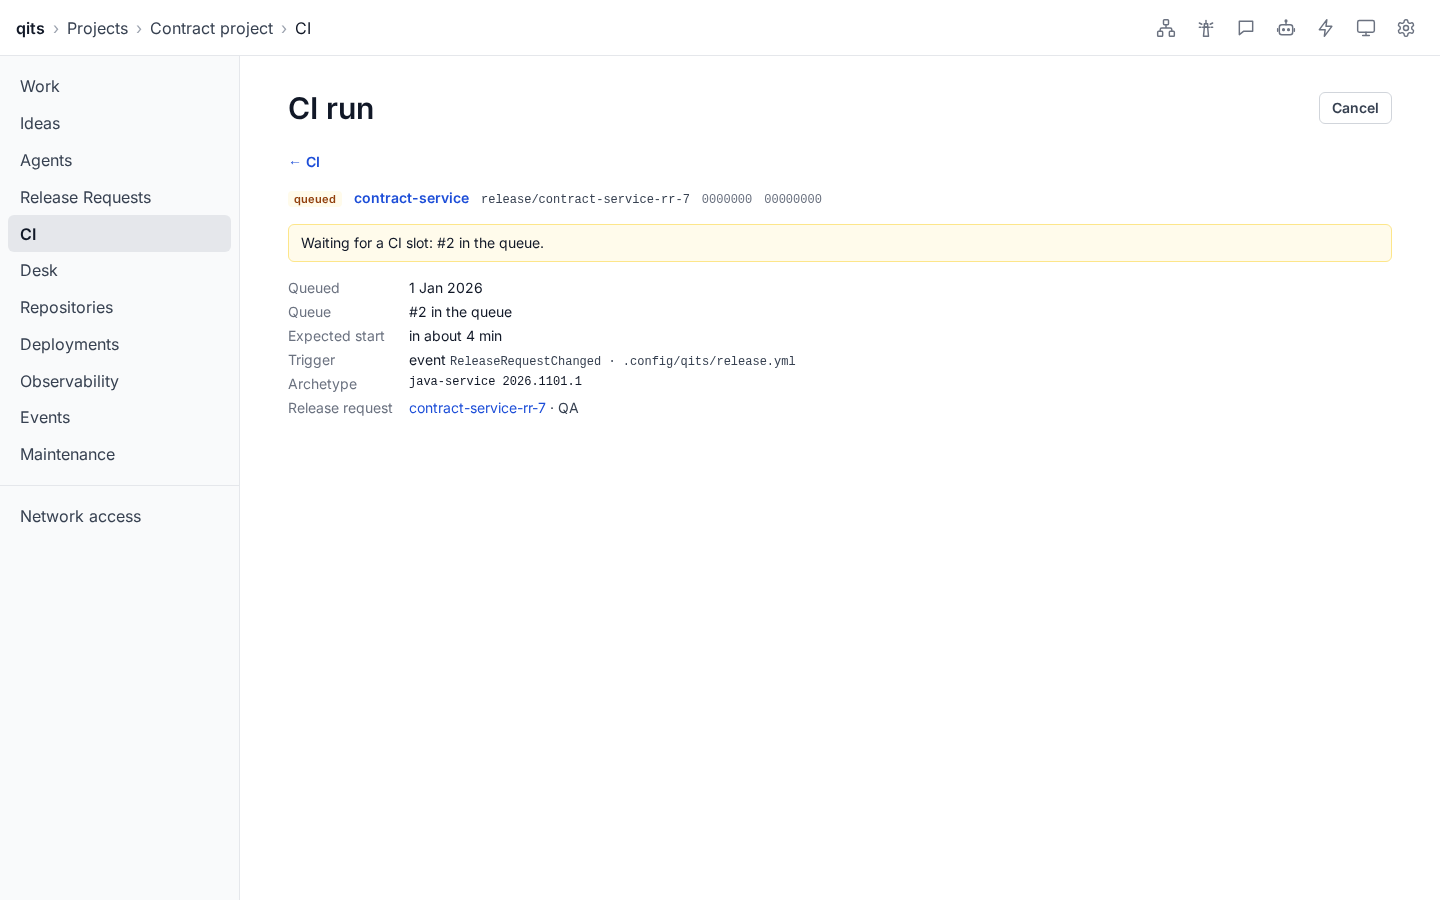 qits › Projects › Contract project › CI
Work
Ideas
Agents
Release Requests
CI
Desk
Repositories
Deployments
Observability
Events
Maintenance
Network access
CI run
Cancel
← CI
queued contract-service release/contract-service-rr-7 0000000 00000000
Waiting for a CI slot: #2 in the queue.
Queued 1 Jan 2026
Queue #2 in the queue
Expected start in about 4 min
Trigger event ReleaseRequestChanged · .config/qits/release.yml
Archetype java-service 2026.1101.1
Release request contract-service-rr-7 · QA